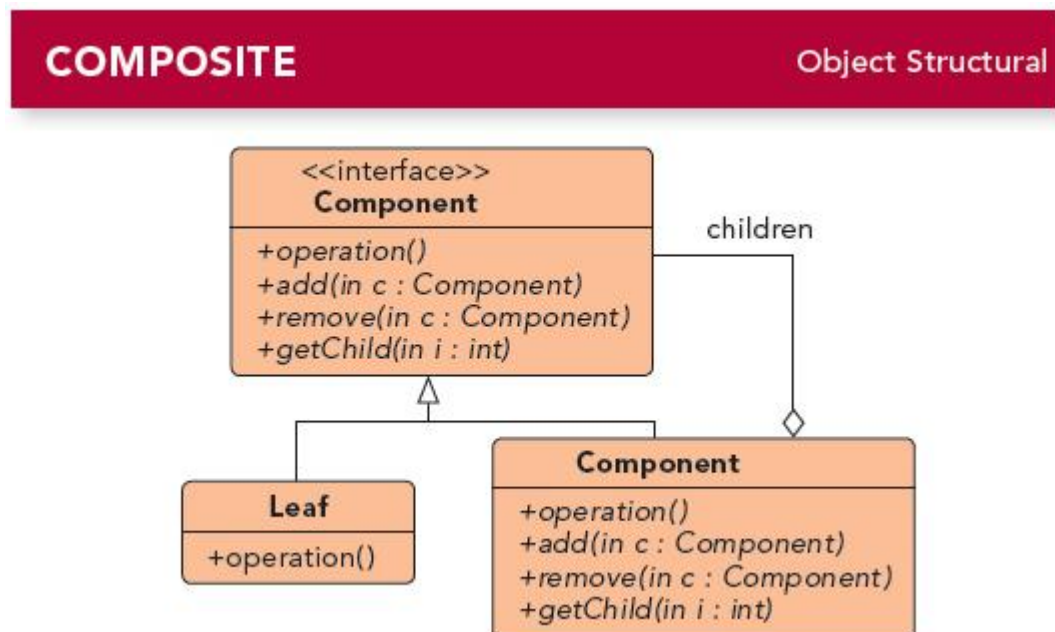 COMPOSITE
Object Structural
<<interface>>
Component
+operation()
+add(in c : Component)
+remove(in c : Component)
+getChild(in i : int)
children
Leaf
+operation()
Component
+operation()
+add(in c : Component)
+remove(in c : Component)
+getChild(in i : int)